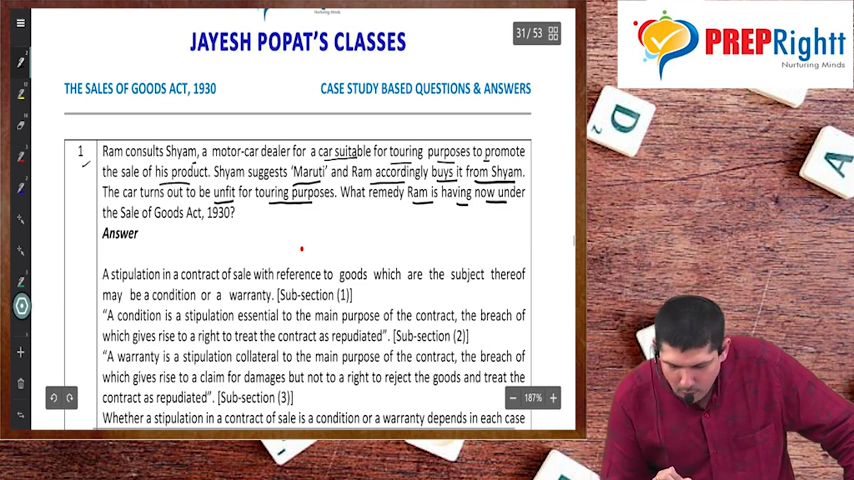 Nurturing Minds
JAYESH POPAT'S CLASSES
31 / 53
THE SALES OF GOODS ACT, 1930
CASE STUDY BASED QUESTIONS & ANSWERS
1
Ram consults Shyam, a motor-car dealer for a car suitable for touring purposes to promote
the sale of his product. Shyam suggests 'Maruti' and Ram accordingly buys it from Shyam.
The car turns out to be unfit for touring purposes. What remedy Ram is having now under
the Sale of Goods Act, 1930?
Answer
A stipulation in a contract of sale with reference to goods which are the subject thereof
may be a condition or a warranty. [Sub-section (1)]
"A condition is a stipulation essential to the main purpose of the contract, the breach of
which gives rise to a right to treat the contract as repudiated". [Sub-section (2)]
"A warranty is a stipulation collateral to the main purpose of the contract, the breach of
which gives rise to a claim for damages but not to a right to reject the goods and treat the
contract as repudiated". [Sub-section (3)]
Whether a stipulation in a contract of sale is a condition or a warranty depends in each case
187%
PREPRightt
Nurturing Minds
D2
A